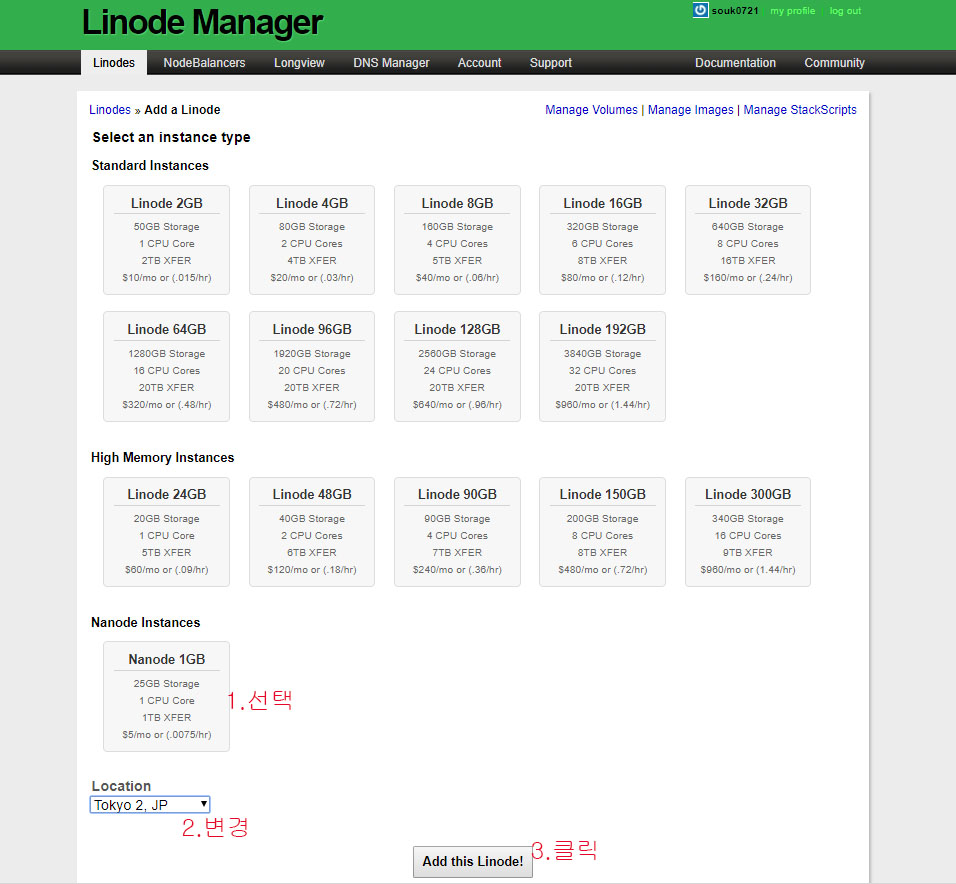 Linode Manager
souk0721 my profile log out
Linodes NodeBalancers Longview DNS Manager Account Support Documentation Community
Linodes » Add a Linode Manage Volumes | Manage Images | Manage StackScripts
Select an instance type
Standard Instances
Linode 2GB
50GB Storage
1 CPU Core
2TB XFER
$10/mo or (.015/hr)
Linode 4GB
80GB Storage
2 CPU Cores
4TB XFER
$20/mo or (.03/hr)
Linode 8GB
160GB Storage
4 CPU Cores
5TB XFER
$40/mo or (.06/hr)
Linode 16GB
320GB Storage
6 CPU Cores
8TB XFER
$80/mo or (.12/hr)
Linode 32GB
640GB Storage
8 CPU Cores
16TB XFER
$160/mo or (.24/hr)
Linode 64GB
1280GB Storage
16 CPU Cores
20TB XFER
$320/mo or (.48/hr)
Linode 96GB
1920GB Storage
20 CPU Cores
20TB XFER
$480/mo or (.72/hr)
Linode 128GB
2560GB Storage
24 CPU Cores
20TB XFER
$640/mo or (.96/hr)
Linode 192GB
3840GB Storage
32 CPU Cores
20TB XFER
$960/mo or (1.44/hr)
High Memory Instances
Linode 24GB
20GB Storage
1 CPU Core
5TB XFER
$60/mo or (.09/hr)
Linode 48GB
40GB Storage
2 CPU Cores
6TB XFER
$120/mo or (.18/hr)
Linode 90GB
90GB Storage
4 CPU Cores
7TB XFER
$240/mo or (.36/hr)
Linode 150GB
200GB Storage
8 CPU Cores
8TB XFER
$480/mo or (.72/hr)
Linode 300GB
340GB Storage
16 CPU Cores
9TB XFER
$960/mo or (1.44/hr)
Nanode Instances
Nanode 1GB
25GB Storage
1 CPU Core
1TB XFER
$5/mo or (.0075/hr)
1.선택
Location
Tokyo 2, JP
2.변경
Add this Linode!
3.클릭